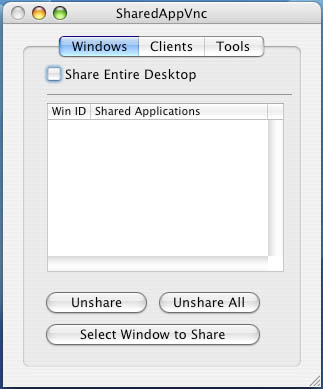 SharedAppVnc
Windows Clients Tools
Share Entire Desktop
Win ID Shared Applications
Unshare Unshare All
Select Window to Share